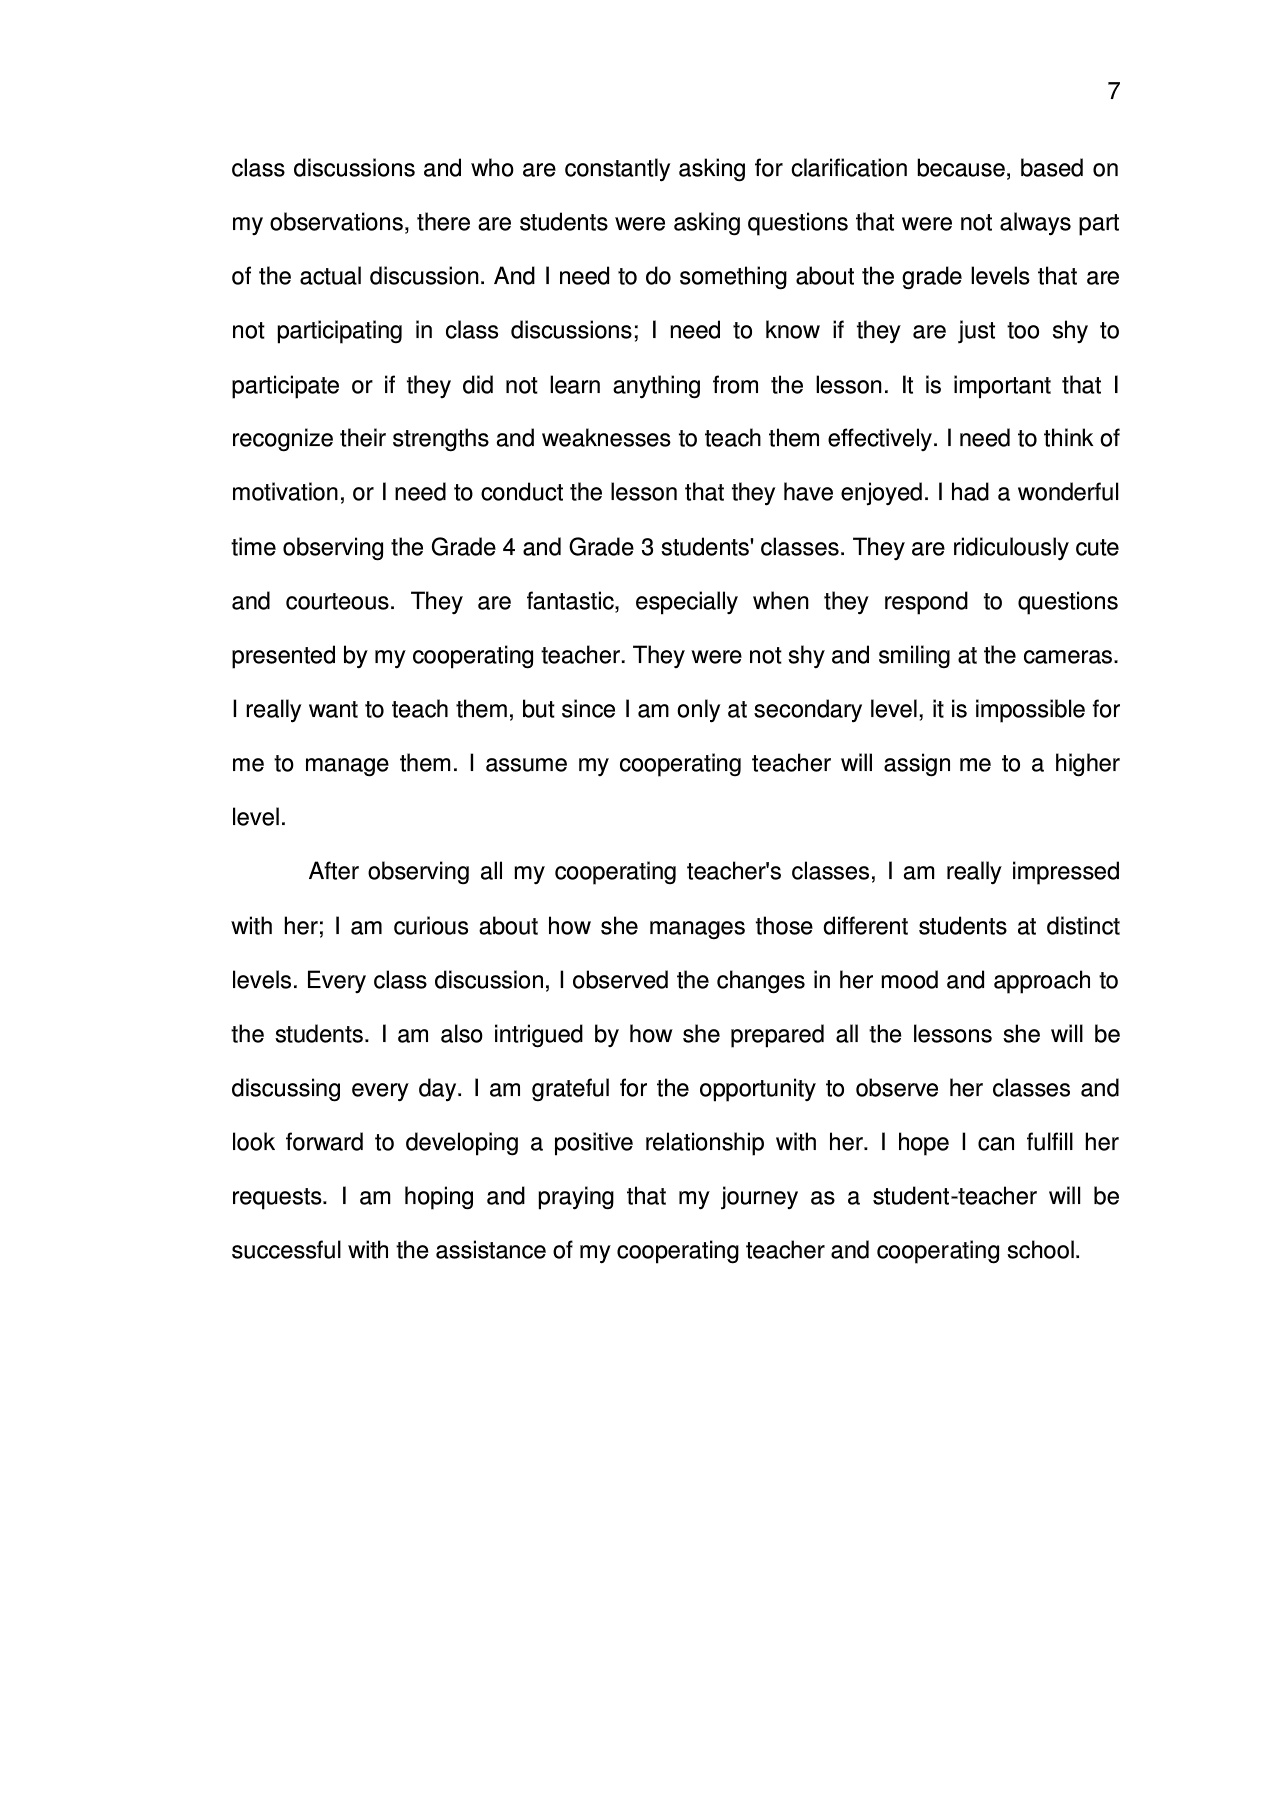 7
class discussions and who are constantly asking for clarification because, based on
my observations, there are students were asking questions that were not always part
of the actual discussion. And I need to do something about the grade levels that are
not participating in class discussions; I need to know if they are just too shy to
participate or if they did not learn anything from the lesson. It is important that I
recognize their strengths and weaknesses to teach them effectively. I need to think of
motivation, or I need to conduct the lesson that they have enjoyed. I had a wonderful
time observing the Grade 4 and Grade 3 students' classes. They are ridiculously cute
and courteous. They are fantastic, especially when they respond to questions
presented by my cooperating teacher. They were not shy and smiling at the cameras.
I really want to teach them, but since I am only at secondary level, it is impossible for
me to manage them. I assume my cooperating teacher will assign me to a higher
level.
After observing all my cooperating teacher's classes, I am really impressed
with her; I am curious about how she manages those different students at distinct
levels. Every class discussion, I observed the changes in her mood and approach to
the students. I am also intrigued by how she prepared all the lessons she will be
discussing every day. I am grateful for the opportunity to observe her classes and
look forward to developing a positive relationship with her. I hope I can fulfill her
requests. I am hoping and praying that my journey as a student-teacher will be
successful with the assistance of my cooperating teacher and cooperating school.